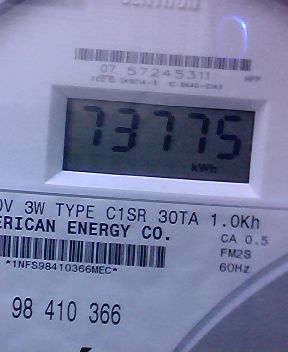 07 57245311
73775
kWh
0V 3W TYPE C1SR 30TA 1.0Kh
ERICAN ENERGY CO.
CA 0.5
FM2S
*1NFS98410366MEC*
60Hz
98 410 366